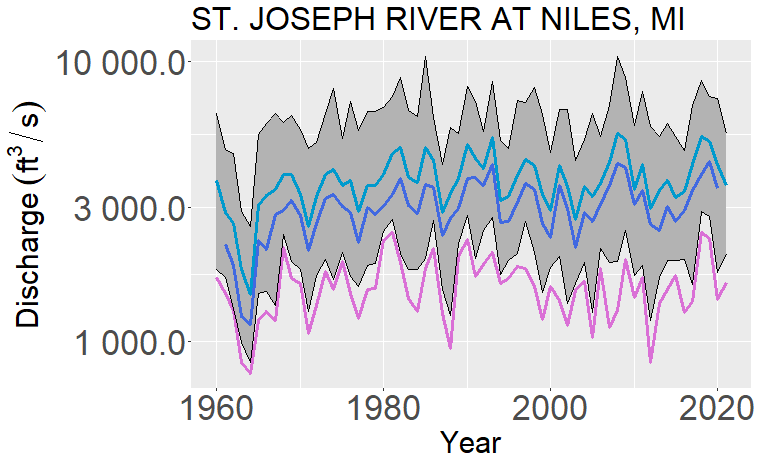 ST. JOSEPH RIVER AT NILES, MI
10 000.0
3 000.0
1 000.0
Discharge (ft³/s)
1960 1980 2000 2020
Year